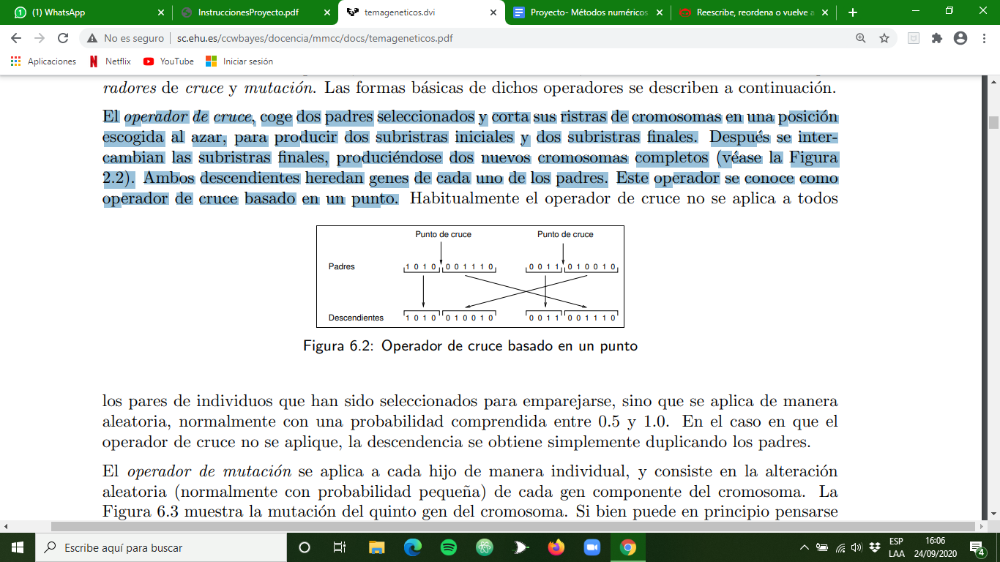 (1) WhatsApp
InstruccionesProyecto.pdf
temageneticos.dvi
Proyecto- Métodos numéricos
Reescribe, reordena o vuelve a
No es seguro
sc.ehu.es/ccwbayes/docencia/mmcc/docs/temageneticos.pdf
Aplicaciones
Netflix
YouTube
Iniciar sesión
radores de cruce y mutación. Las formas básicas de dichos operadores se describen a continuación.
El operador de cruce, coge dos padres seleccionados y corta sus ristras de cromosomas en una posición
escogida al azar, para producir dos subristras iniciales y dos subristras finales. Después se inter-
cambian las subristras finales, produciéndose dos nuevos cromosomas completos (véase la Figura
2.2). Ambos descendientes heredan genes de cada uno de los padres. Este operador se conoce como
operador de cruce basado en un punto. Habitualmente el operador de cruce no se aplica a todos
Punto de cruce Punto de cruce
Padres 1 0 1 0 0 0 1 1 1 0 0 0 1 1 0 1 0 0 1 0
Descendientes 1 0 1 0 0 1 0 0 1 0 0 0 1 1 0 0 1 1 1 0
Figura 6.2: Operador de cruce basado en un punto
los pares de individuos que han sido seleccionados para emparejarse, sino que se aplica de manera
aleatoria, normalmente con una probabilidad comprendida entre 0.5 y 1.0. En el caso en que el
operador de cruce no se aplique, la descendencia se obtiene simplemente duplicando los padres.
El operador de mutación se aplica a cada hijo de manera individual, y consiste en la alteración
aleatoria (normalmente con probabilidad pequeña) de cada gen componente del cromosoma. La
Figura 6.3 muestra la mutación del quinto gen del cromosoma. Si bien puede en principio pensarse
Escribe aquí para buscar
ESP
LAA
16:06
24/09/2020
4